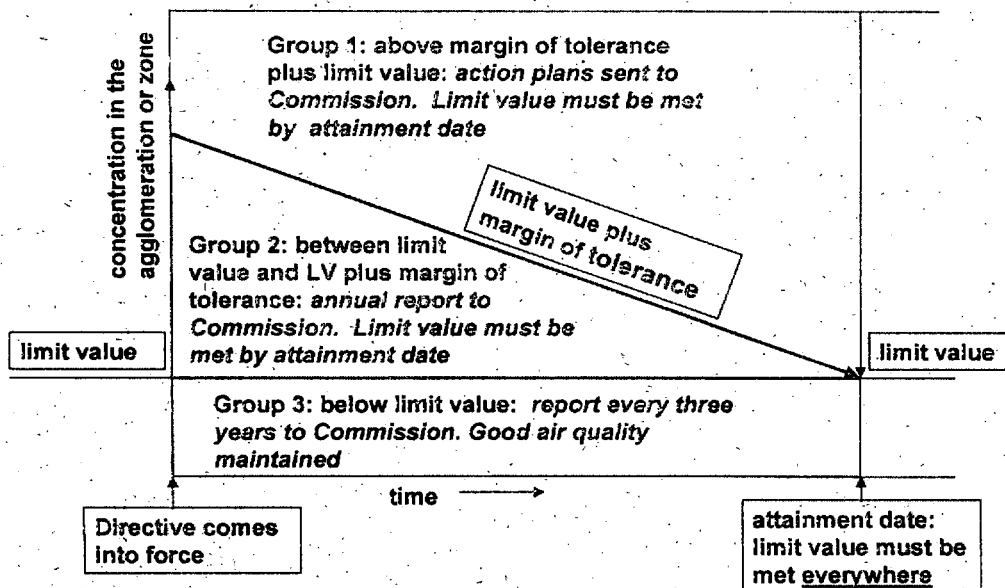 concentration in the
agglomeration or zone
Group 1: above margin of tolerance
plus limit value: action plans sent to
Commission. Limit value must be met
by attainment date
limit value plus
margin of tolerance
Group 2: between limit
value and LV plus margin of
tolerance: annual report to
Commission. Limit value must be
met by attainment date
limit value
limit value
Group 3: below limit value: report every three
years to Commission. Good air quality
maintained
time
Directive comes
into force
attainment date:
limit value must be
met everywhere